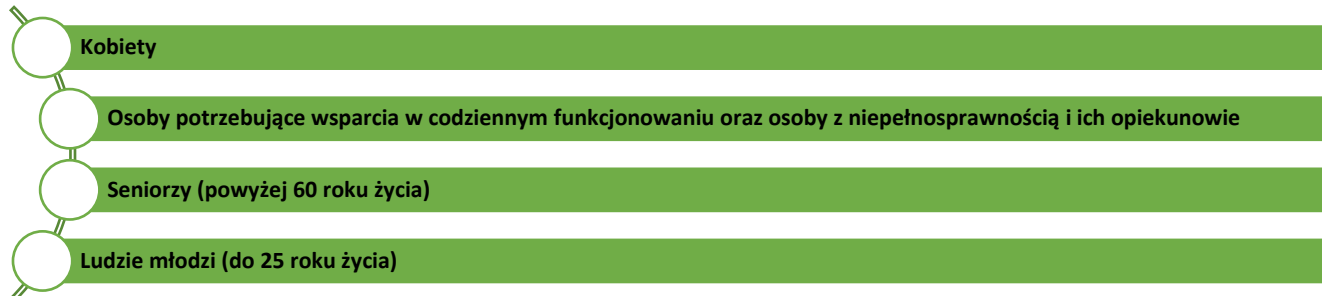 Kobiety
Osoby potrzebujące wsparcia w codziennym funkcjonowaniu oraz osoby z niepełnosprawnością i ich opiekunowie
Seniorzy (powyżej 60 roku życia)
Ludzie młodzi (do 25 roku życia)